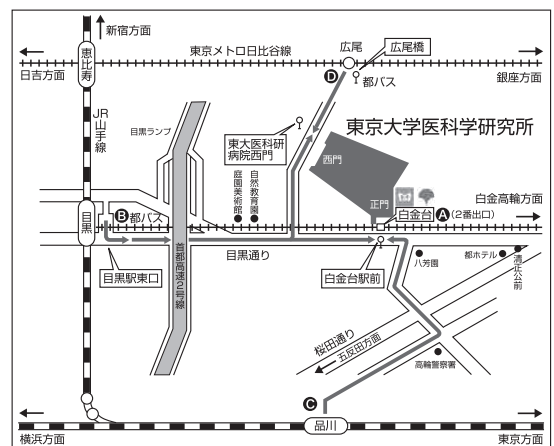 新宿方面
恵比寿
東京メトロ日比谷線
広尾
広尾橋
日吉方面
銀座方面
D
都バス
JR山手線
目黒ランプ
東大医科研
病院西門
東京大学医科学研究所
西門
正門
庭園美術館
自然教育園
白金高輪方面
目黒
B
都バス
白金台
A
(2番出口)
目黒駅東口
首都高速2号線
目黒通り
白金台駅前
八芳園
都ホテル
清正公前
桜田通り
五反田方面
高輪警察署
C
品川
横浜方面
東京方面